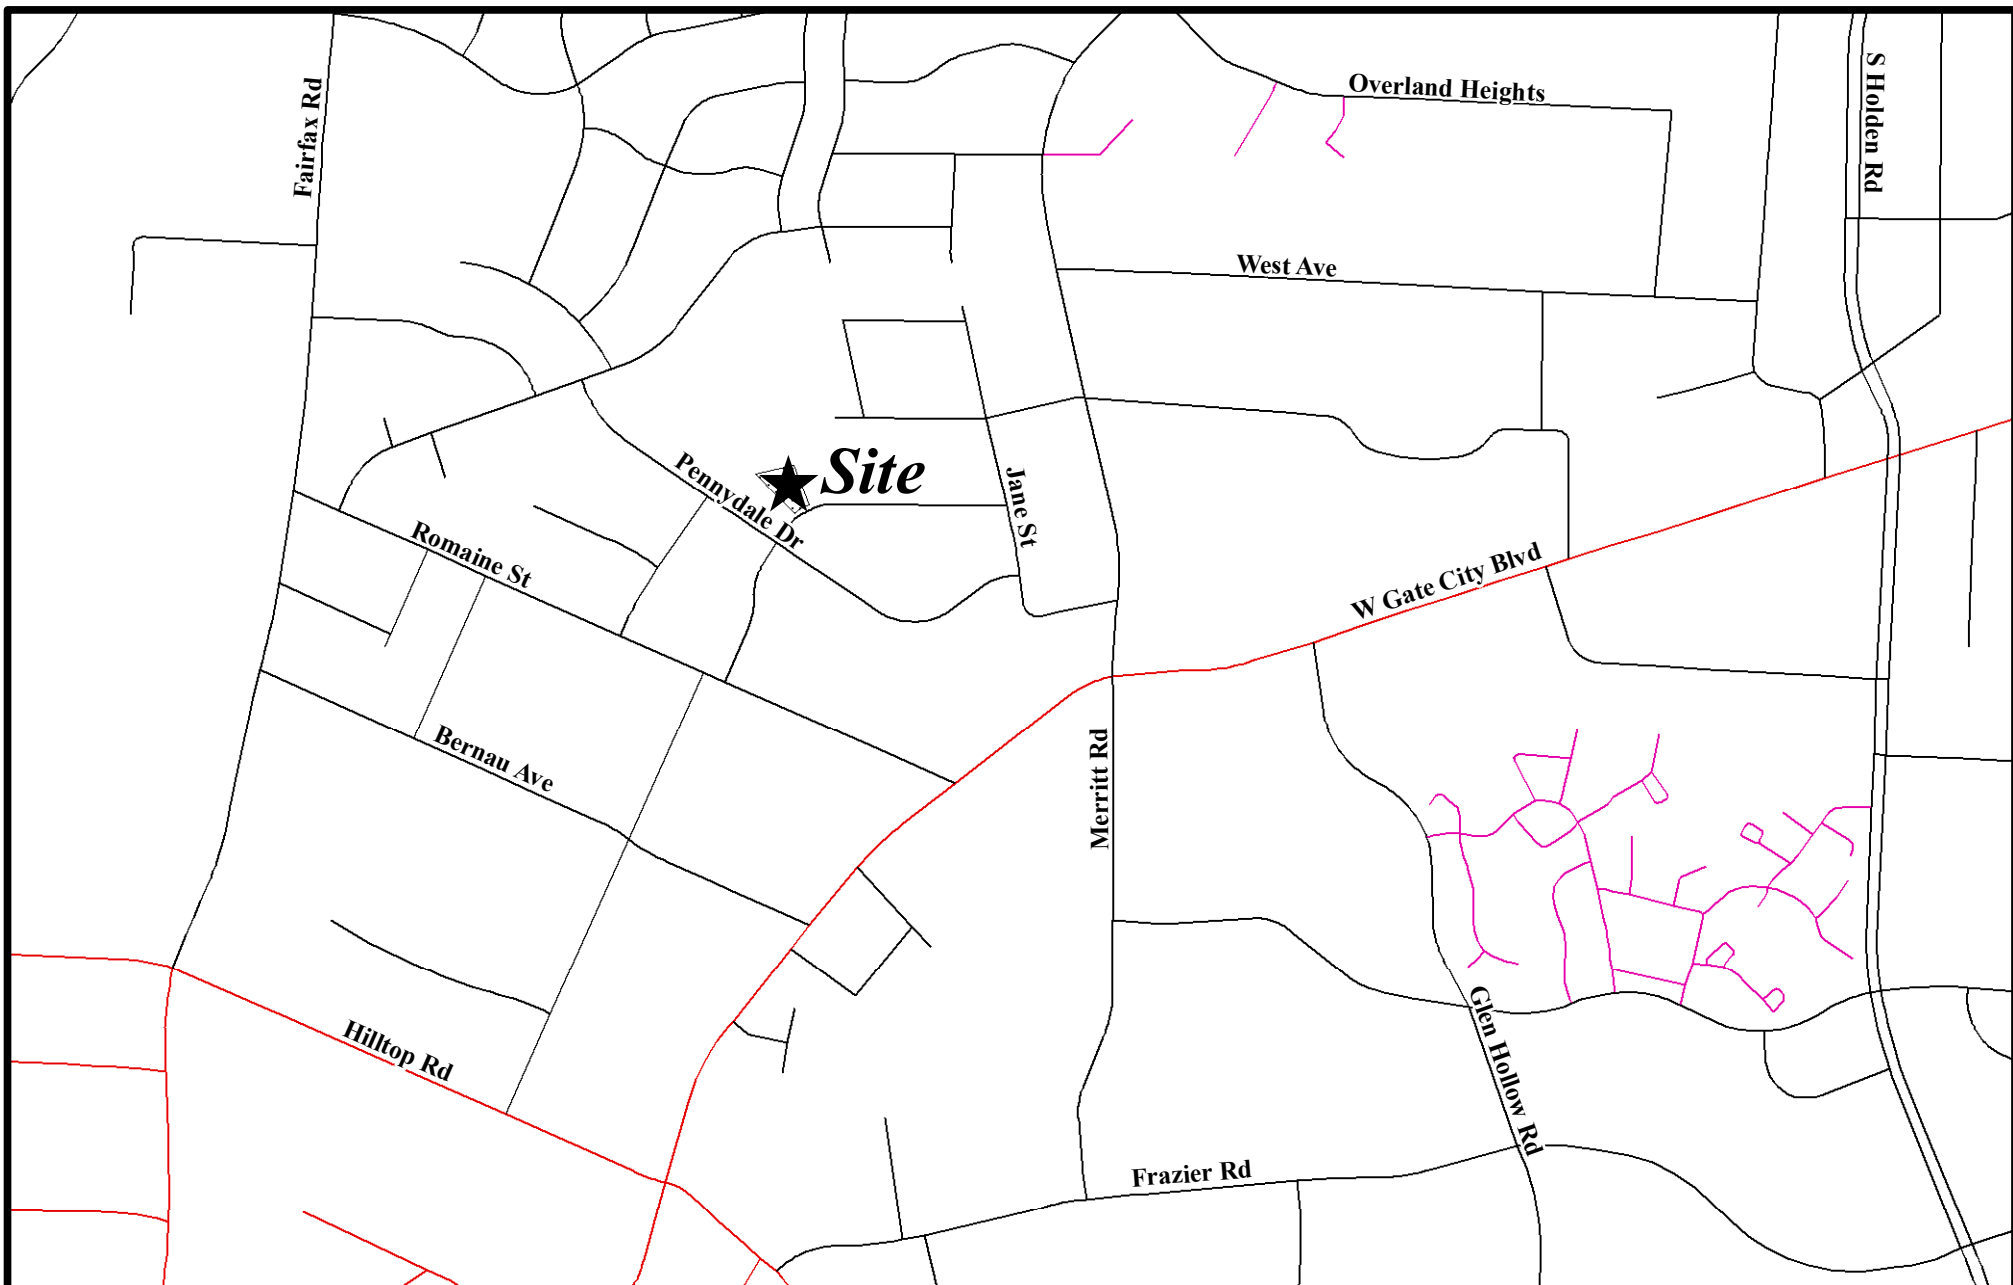 Overland Heights
S Holden Rd
Fairfax Rd
West Ave
Site
Pennydale Dr
Jane St
Romaine St
W Gate City Blvd
Bernau Ave
Merritt Rd
Glen Hollow Rd
Hilltop Rd
Frazier Rd